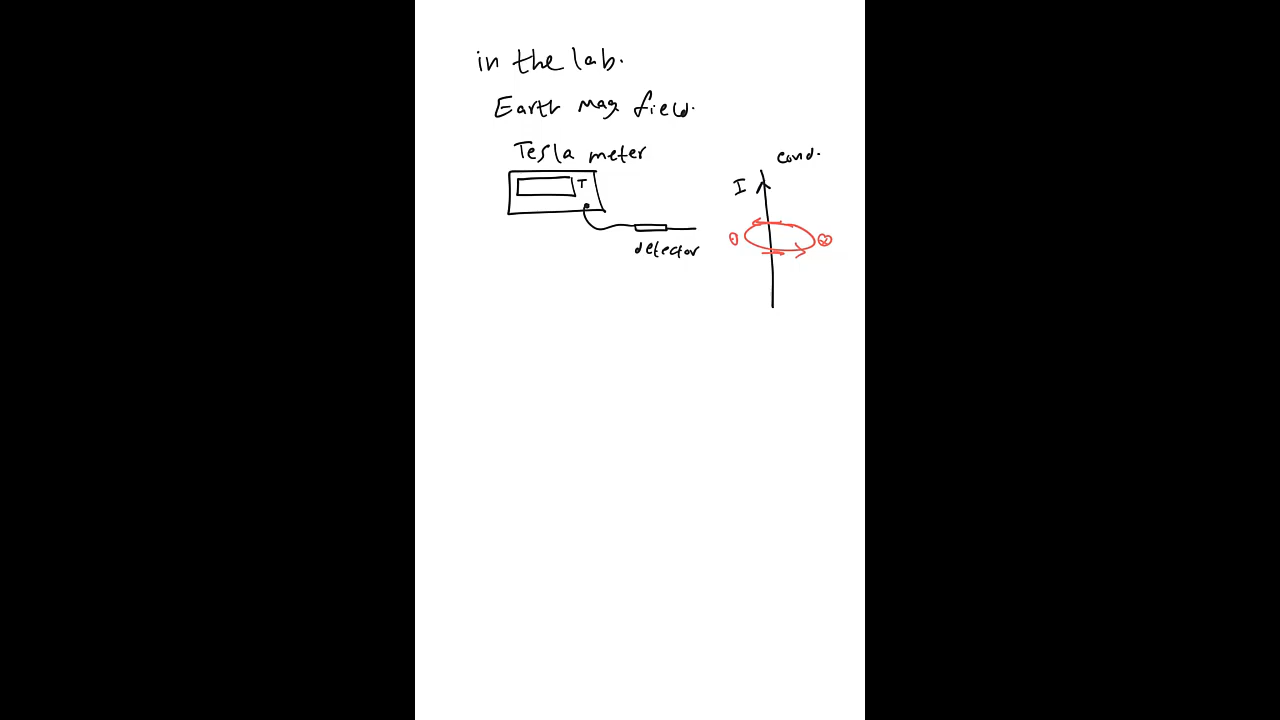 in the lab.
Earth mag field.
Tesla meter
T
detector
cond.
I